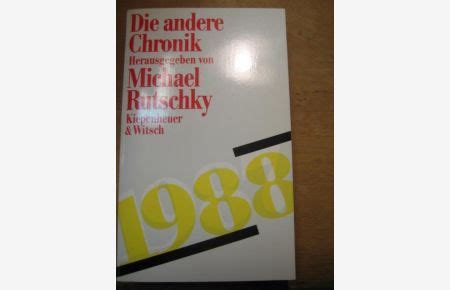 Die andere
Chronik
Herausgegeben von
Michael
Rutschky
Kiepenheuer
& Witsch
1988